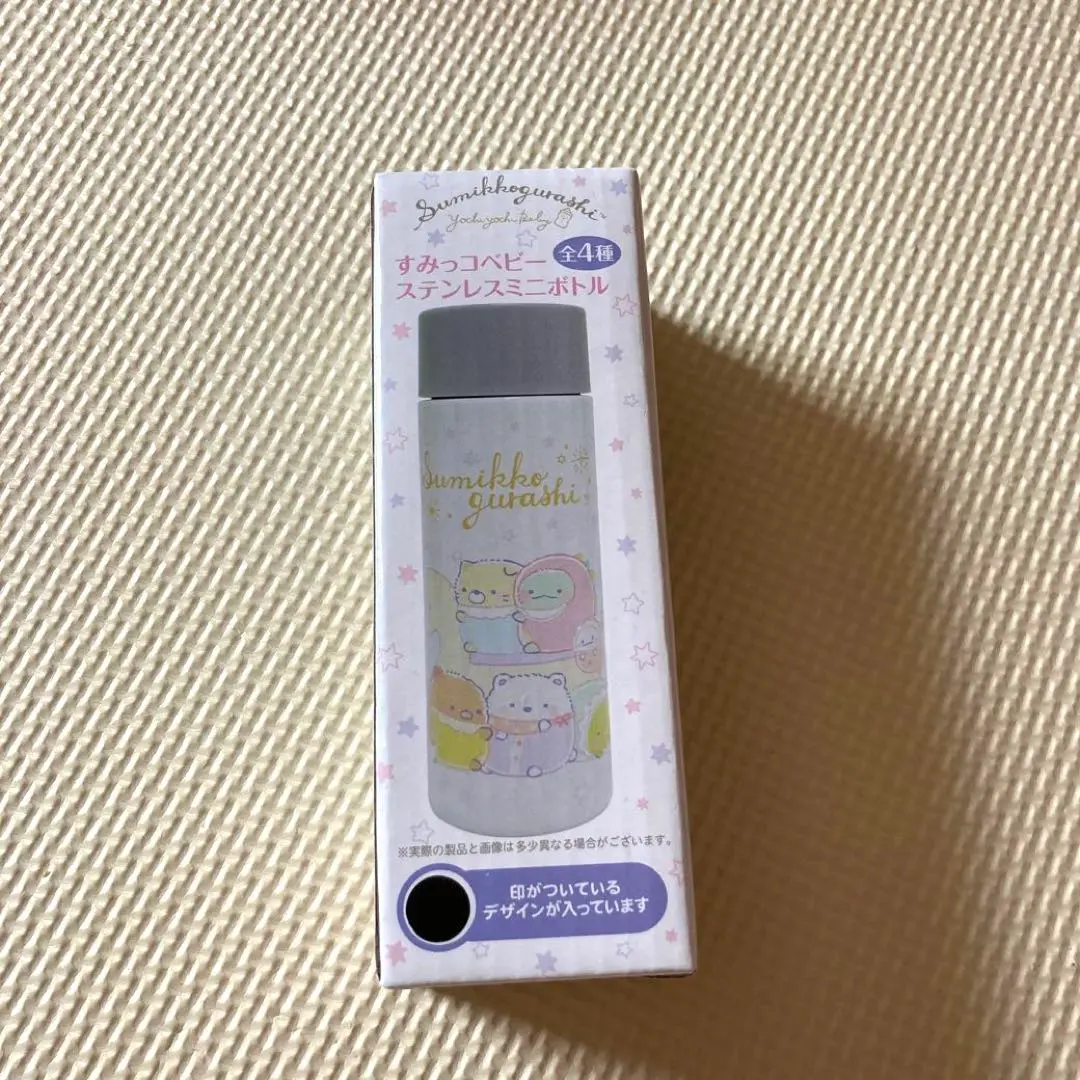 Sumikkogurashi™
yochiyochi Baby
すみっコベビー
全4種
ステンレスミニボトル
Sumikko
gurashi
※実際の製品と画像は多少異なる場合がございます。
印がついている
デザインが入っています